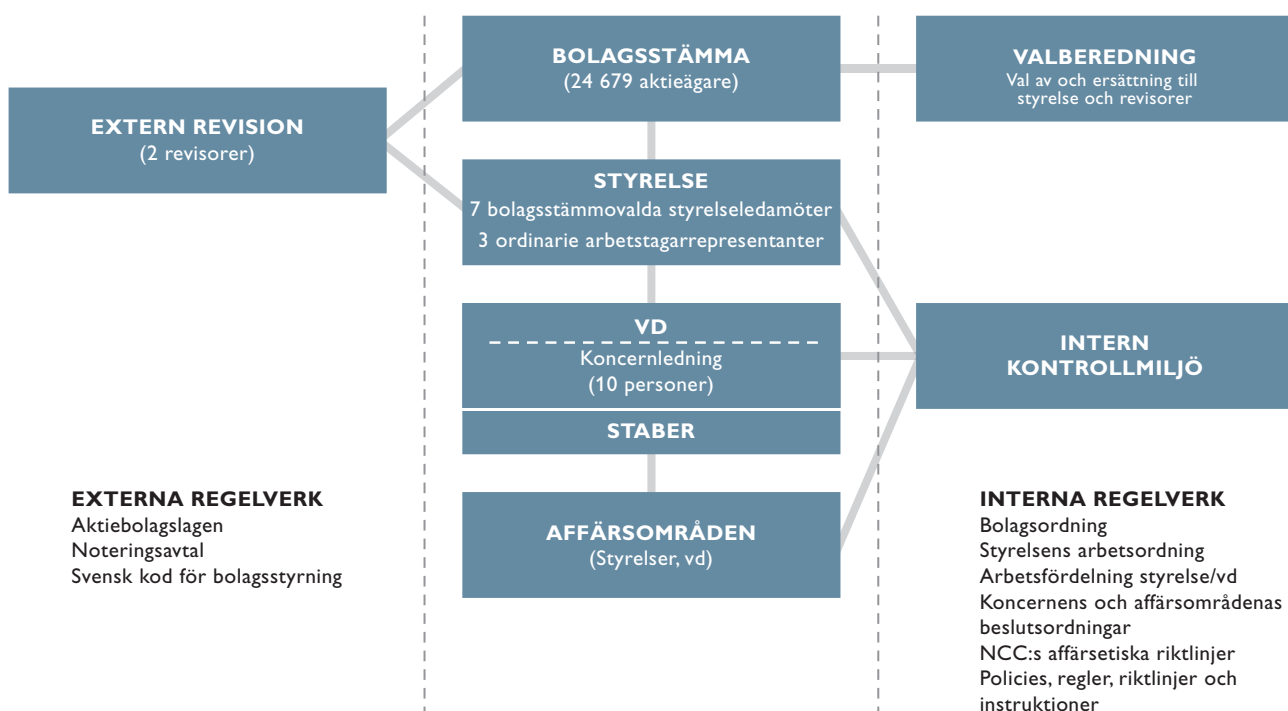 EXTERN REVISION
(2 revisorer)
BOLAGSSTÄMMA
(24 679 aktieägare)
VALBEREDNING
Val av och ersättning till
styrelse och revisorer
STYRELSE
7 bolagsstämmovalda styrelseledamöter
3 ordinarie arbetstagarrepresentanter
VD
Koncernledning
(10 personer)
STABER
INTERN
KONTROLLMILJÖ
AFFÄRSOMRÅDEN
(Styrelser, vd)
EXTERNA REGELVERK
Aktiebolagslagen
Noteringsavtal
Svensk kod för bolagsstyrning
INTERNA REGELVERK
Bolagsordning
Styrelsens arbetsordning
Arbetsfördelning styrelse/vd
Koncernens och affärsområdenas
beslutsordningar
NCC:s affärsetiska riktlinjer
Policies, regler, riktlinjer och
instruktioner